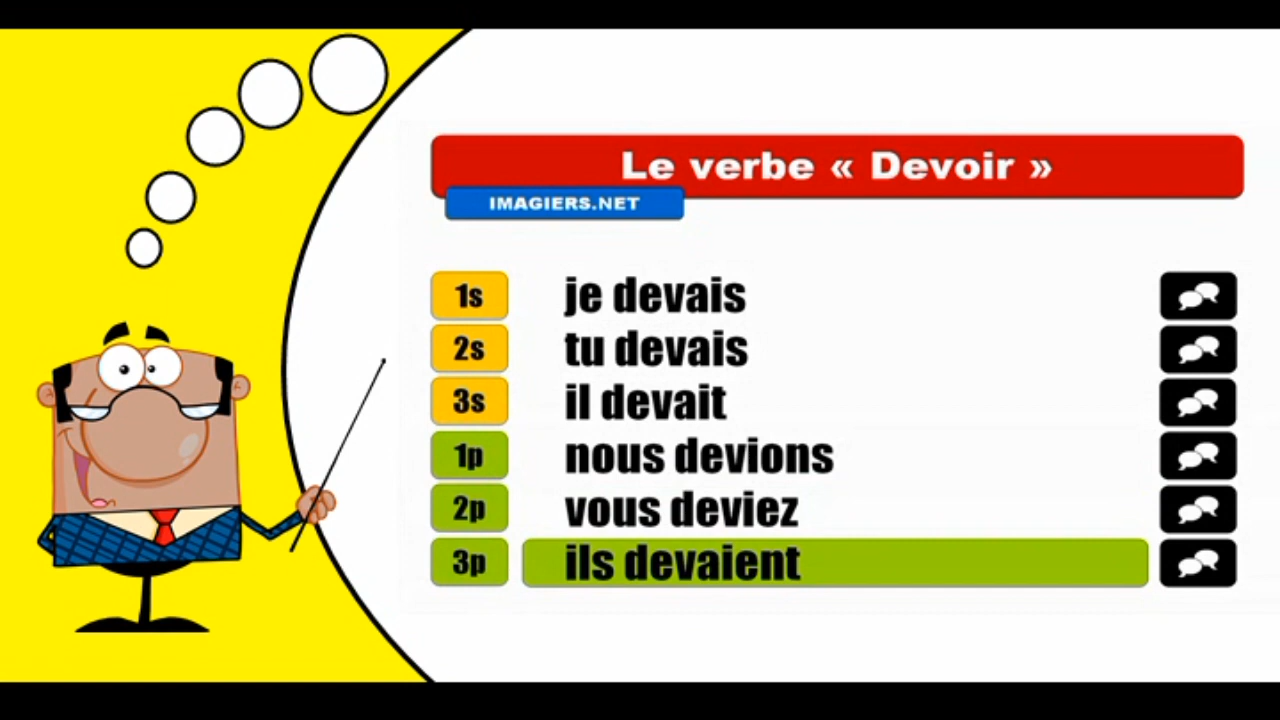 Le verbe « Devoir »
IMAGIERS.NET
1s je devais
2s tu devais
3s il devait
1p nous devions
2p vous deviez
3p ils devaient